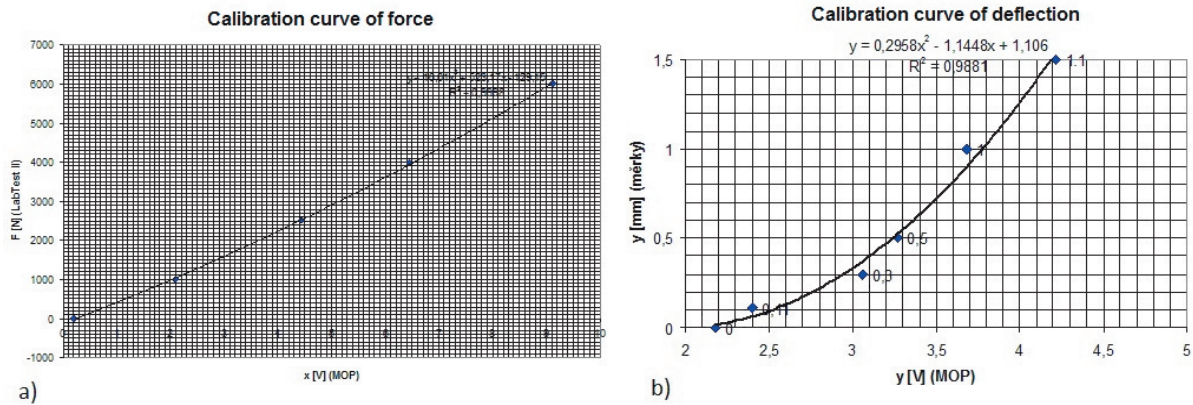 Calibration curve of force
7000
6000
5000
4000
3000
2000
1000
0
-1000
F [N] (LabTest II)
0
2
x [V] (MOP)
a)
Calibration curve of deflection
y = 0,2958x² - 1,1448x + 1,106
R² = 0,9881
1,5
1
0,5
0
y [mm] (měrky)
0
0,11
0,3
0,5
1
1.1
2
2,5
3
3,5
4
4,5
5
y [V] (MOP)
b)